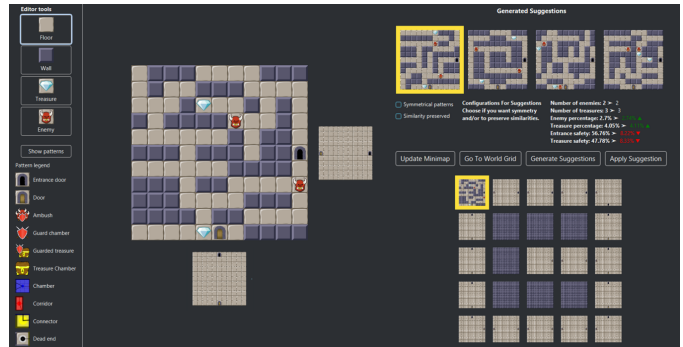 Editor tools
Floor
Wall
Treasure
Enemy
Show patterns
Pattern legend
Entrance door
Door
Ambush
Guard chamber
Guarded treasure
Treasure Chamber
Chamber
Corridor
Connector
Dead end
Generated Suggestions
Symmetrical patterns
Similarity preserved
Configurations For Suggestions
Choose if you want symmetry
and/or to preserve similarities.
Number of enemies: 2 ➤ 2
Number of treasures: 3 ➤ 3
Enemy percentage: 2.7% ➤
Treasure percentage: 4.05% ➤
Entrance safety: 56.76% ➤
Treasure safety: 47.78% ➤
Update Minimap
Go To World Grid
Generate Suggestions
Apply Suggestion